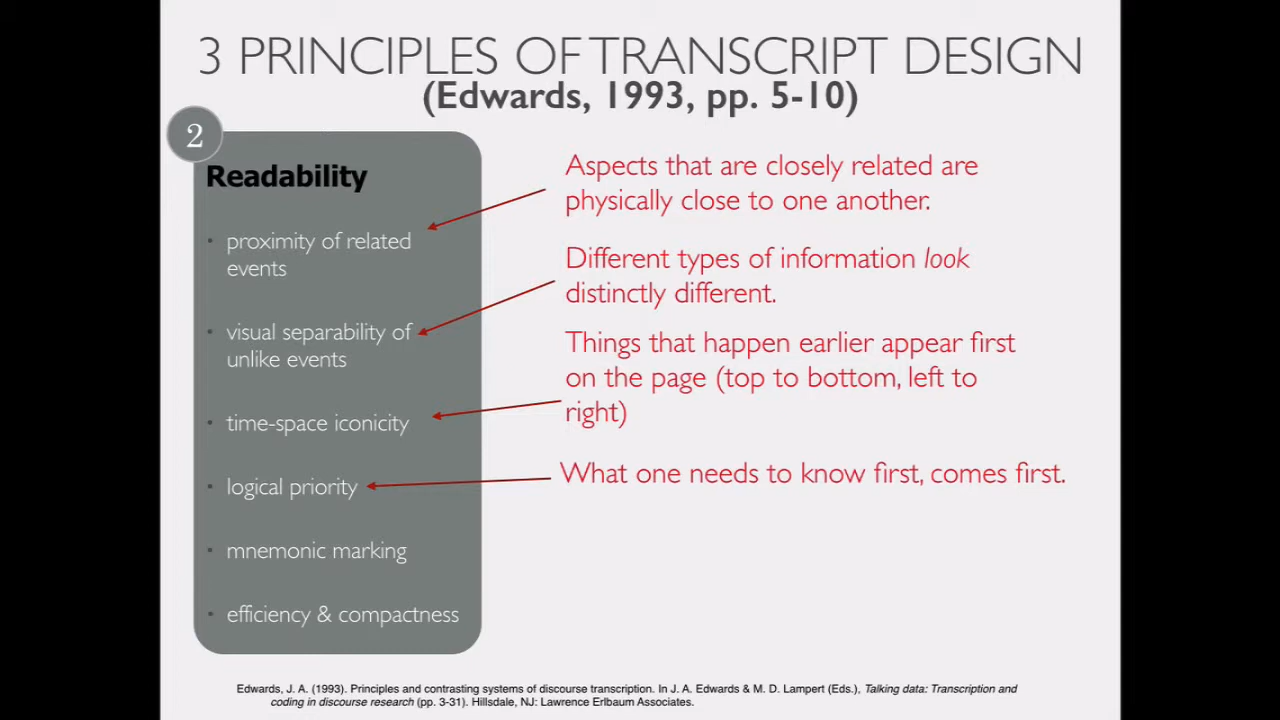 3 PRINCIPLES OF TRANSCRIPT DESIGN
(Edwards, 1993, pp. 5-10)
2
Readability
• proximity of related
events
• visual separability of
unlike events
• time-space iconicity
• logical priority
• mnemonic marking
• efficiency & compactness
Aspects that are closely related are
physically close to one another.
Different types of information look
distinctly different.
Things that happen earlier appear first
on the page (top to bottom, left to
right)
What one needs to know first, comes first.
Edwards, J. A. (1993). Principles and contrasting systems of discourse transcription. In J. A. Edwards & M. D. Lampert (Eds.), Talking data: Transcription and
coding in discourse research (pp. 3-31). Hillsdale, NJ: Lawrence Erlbaum Associates.